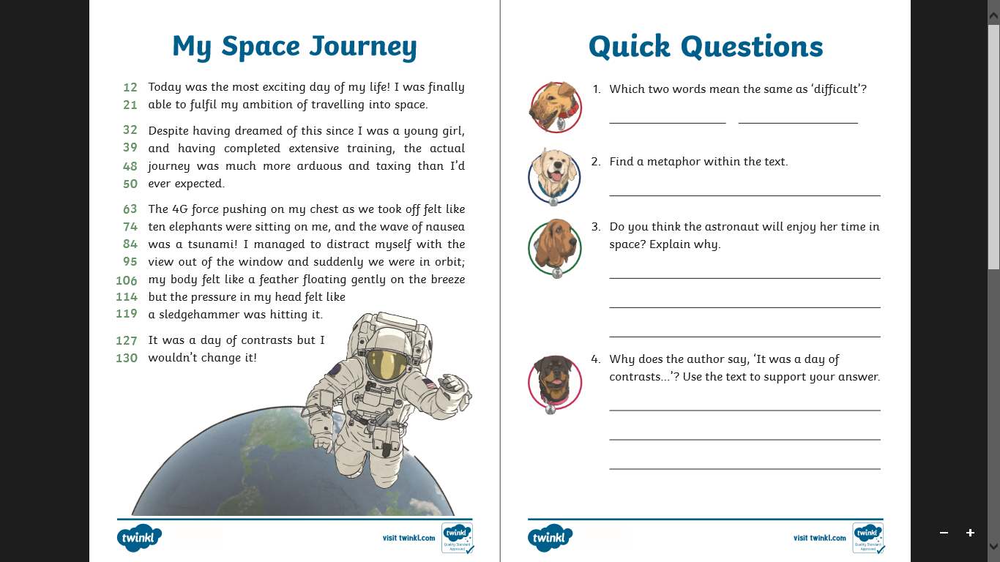 My Space Journey
12 Today was the most exciting day of my life! I was finally
21 able to fulfil my ambition of travelling into space.
32 Despite having dreamed of this since I was a young girl,
39 and having completed extensive training, the actual
48 journey was much more arduous and taxing than I'd
50 ever expected.
63 The 4G force pushing on my chest as we took off felt like
74 ten elephants were sitting on me, and the wave of nausea
84 was a tsunami! I managed to distract myself with the
95 view out of the window and suddenly we were in orbit;
106 my body felt like a feather floating gently on the breeze
114 but the pressure in my head felt like
119 a sledgehammer was hitting it.
127 It was a day of contrasts but I
130 wouldn't change it!
twinkl
visit twinkl.com
twinkl
Quality Standard
Approved
Quick Questions
1. Which two words mean the same as 'difficult'?
2. Find a metaphor within the text.
3. Do you think the astronaut will enjoy her time in
space? Explain why.
4. Why does the author say, 'It was a day of
contrasts...'? Use the text to support your answer.
twinkl
visit twinkl.com
twinkl
Quality Standard
Approved